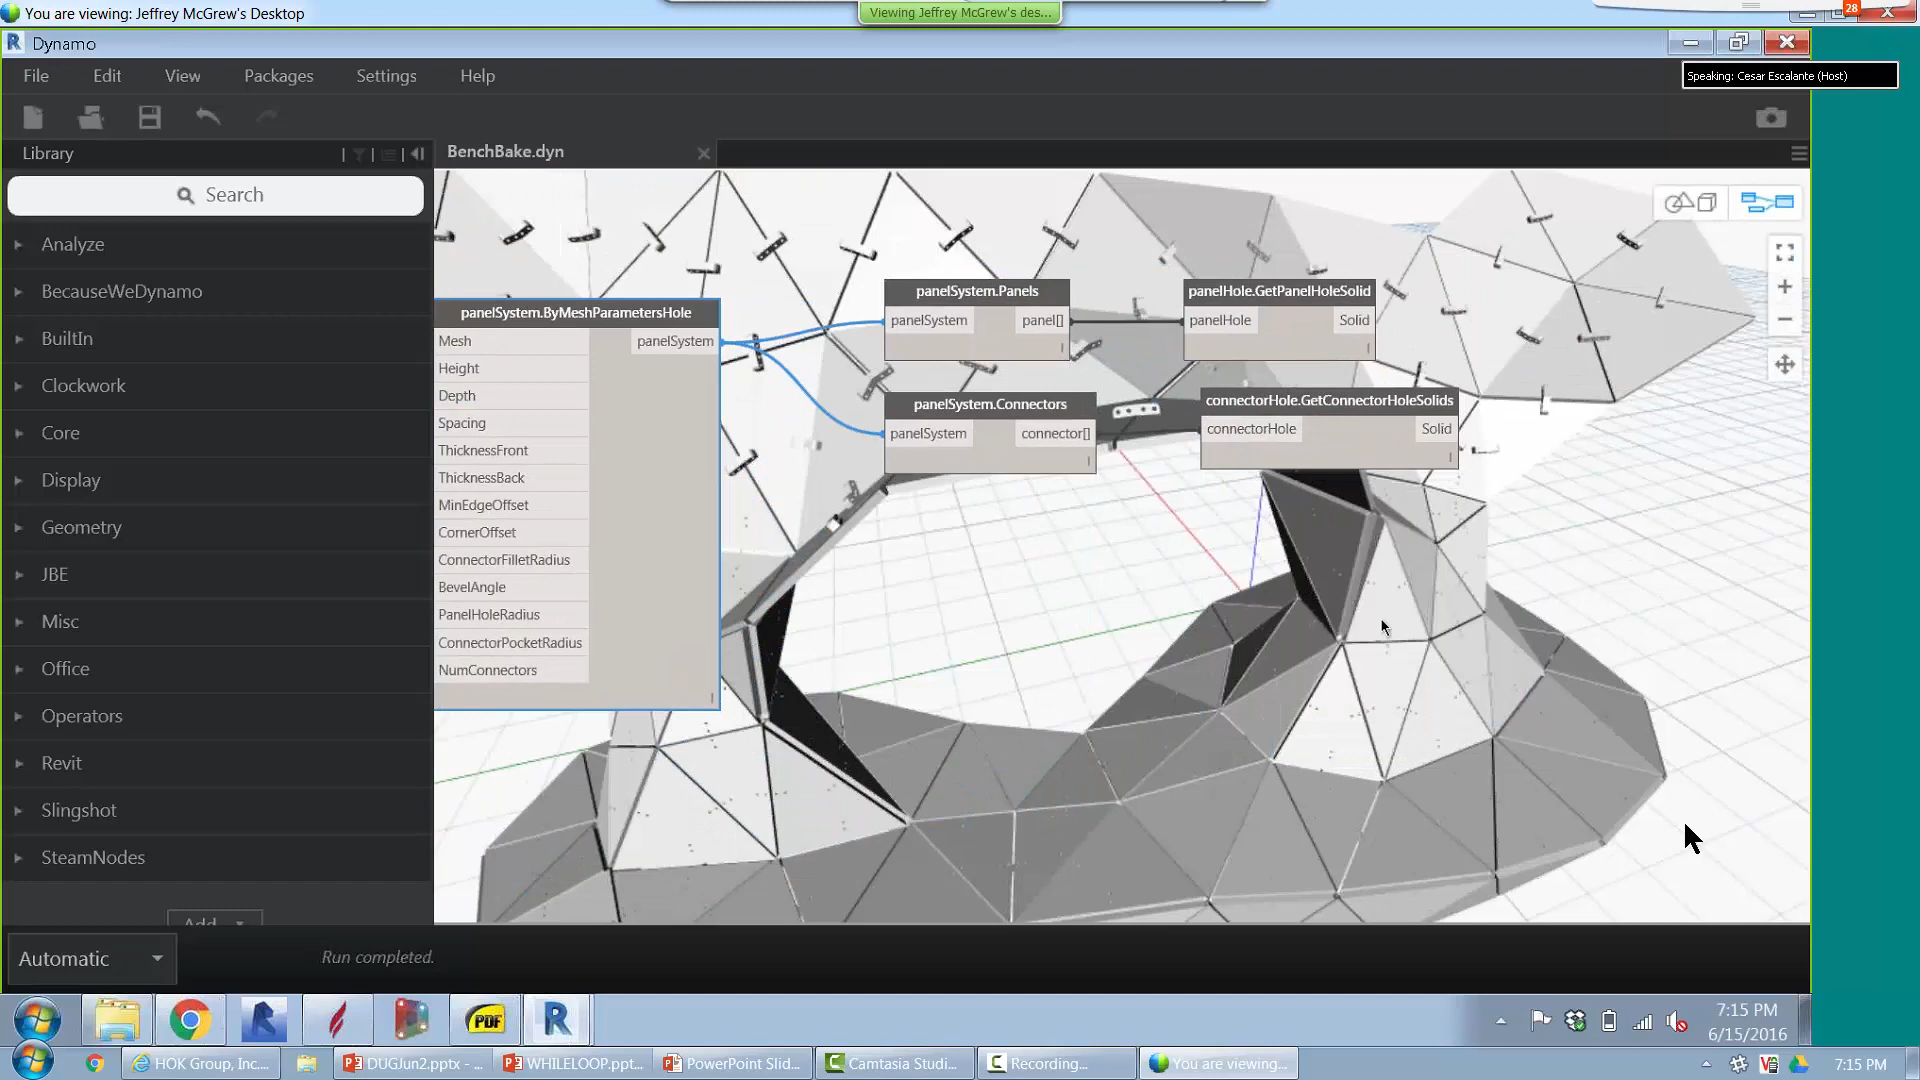 You are viewing: Jeffrey McGrew's Desktop
Viewing Jeffrey McGrew's des...
28
Dynamo
File Edit View Packages Settings Help
Speaking: Cesar Escalante (Host)
Library
BenchBake.dyn
Search
Analyze
BecauseWeDynamo
BuiltIn
Clockwork
Core
Display
Geometry
JBE
Misc
Office
Operators
Revit
Slingshot
SteamNodes
Add
panelSystem.ByMeshParametersHole
Mesh panelSystem
Height
Depth
Spacing
ThicknessFront
ThicknessBack
MinEdgeOffset
CornerOffset
ConnectorFilletRadius
BevelAngle
PanelHoleRadius
ConnectorPocketRadius
NumConnectors
panelSystem.Panels
panelSystem panel[]
panelHole.GetPanelHoleSolid
panelHole Solid
panelSystem.Connectors
panelSystem connector[]
connectorHole.GetConnectorHoleSolids
connectorHole Solid
Automatic
Run completed.
PDF
7:15 PM
6/15/2016
HOK Group, Inc....
DUGJun2.pptx - ...
WHILELOOP.ppt...
PowerPoint Slid...
Camtasia Studi...
Recording...
You are viewing...
7:15 PM